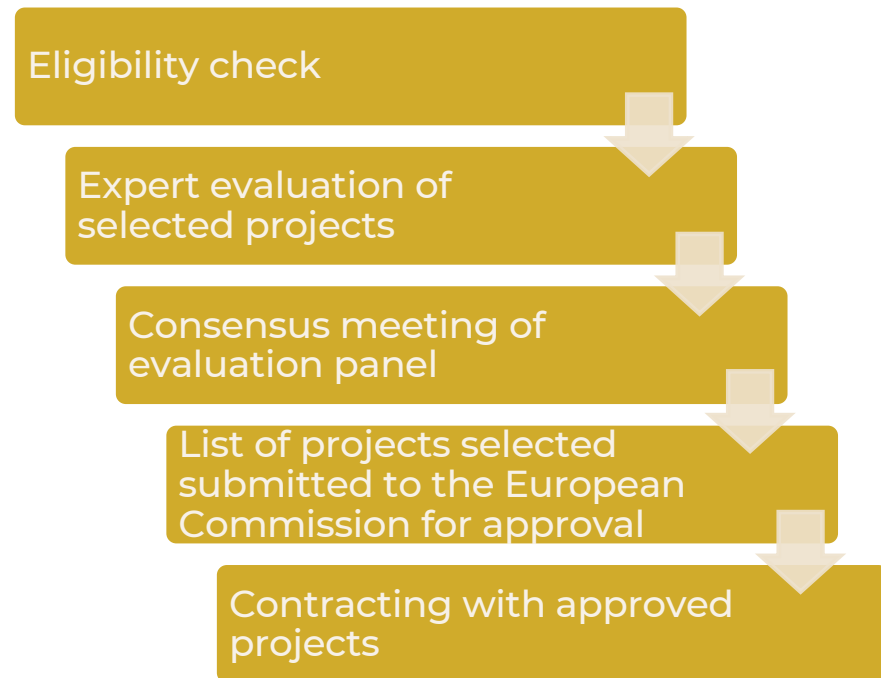 Eligibility check
Expert evaluation of
selected projects
Consensus meeting of
evaluation panel
List of projects selected
submitted to the European
Commission for approval
Contracting with approved
projects